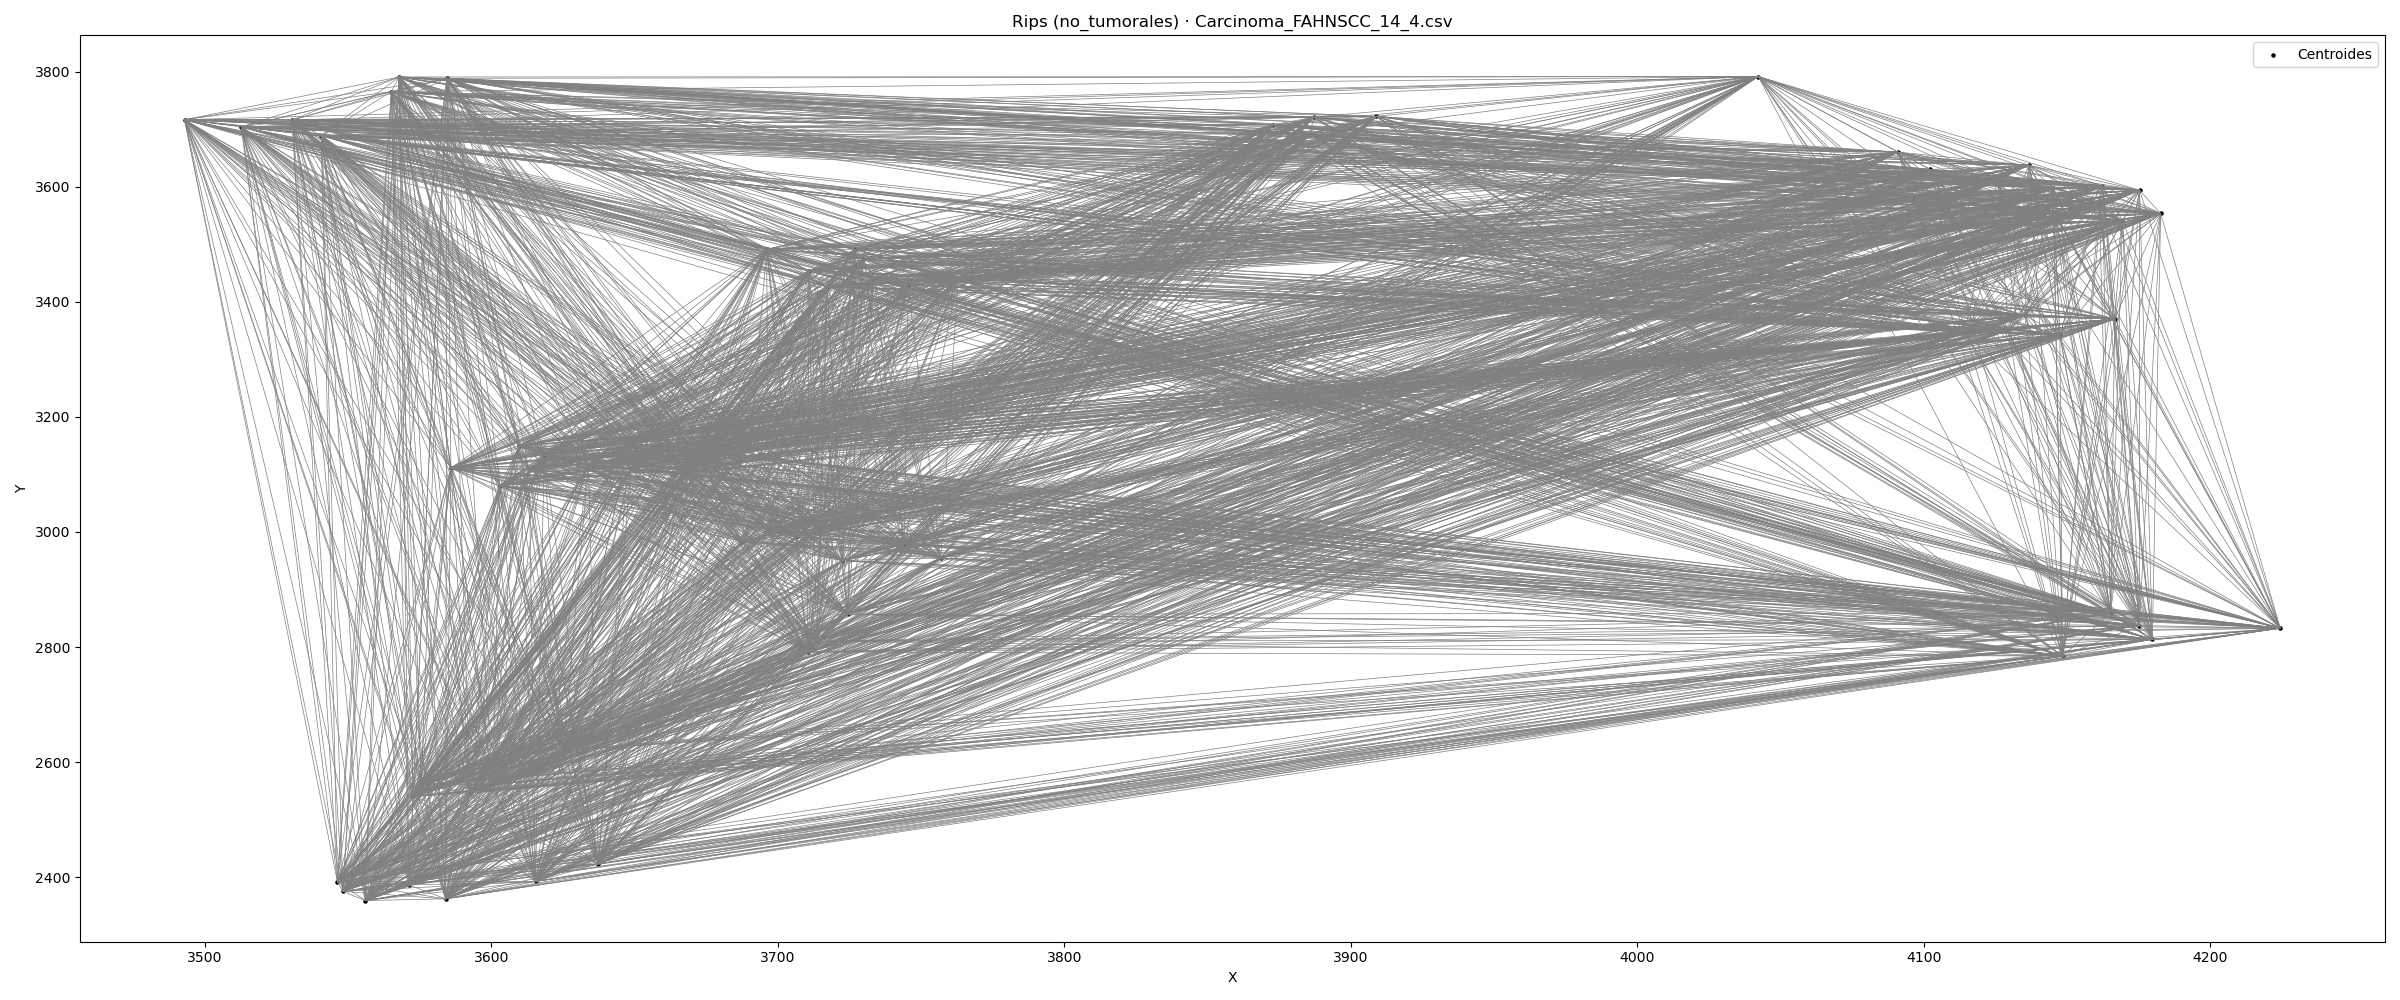 Rips (no_tumorales) · Carcinoma_FAHNSCC_14_4.csv
Centroides
3800
3600
3400
3200
3000
2800
2600
2400
Y
3500 3600 3700 3800 3900 4000 4100 4200
X